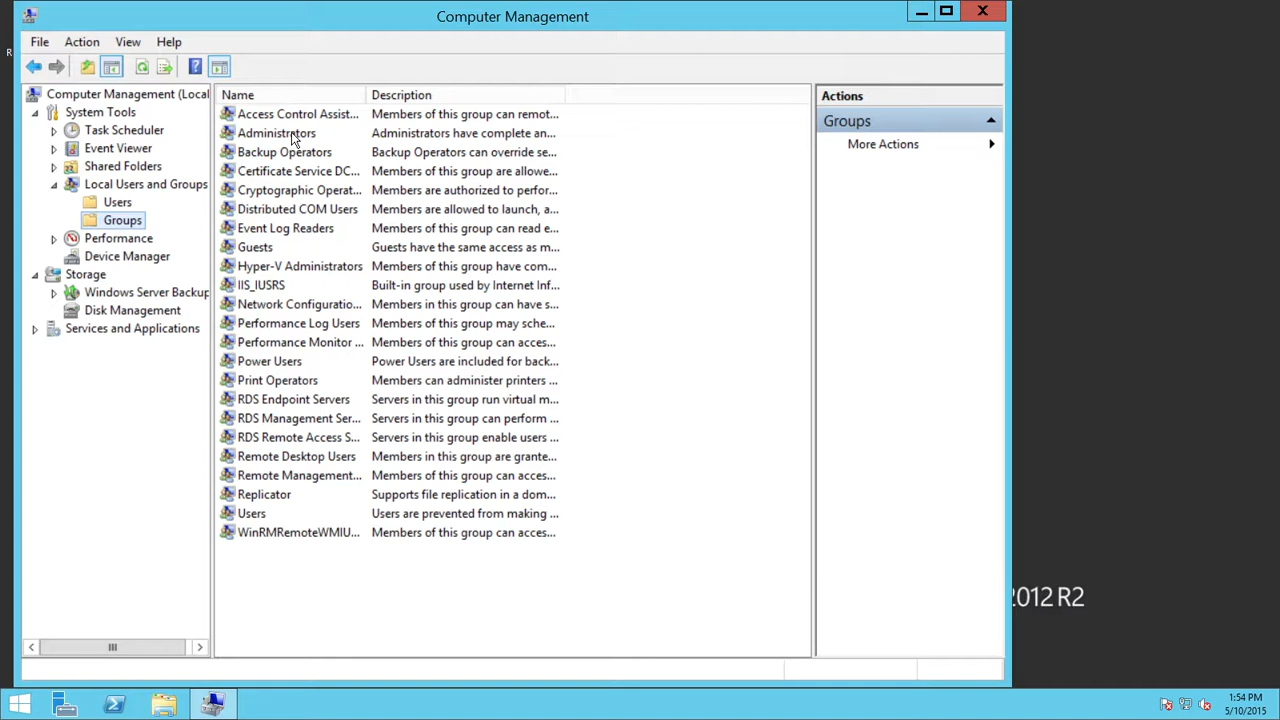 Computer Management
R
File Action View Help
Computer Management (Local
System Tools
Task Scheduler
Event Viewer
Shared Folders
Local Users and Groups
Users
Groups
Performance
Device Manager
Storage
Windows Server Backup
Disk Management
Services and Applications
Name Description
Access Control Assist... Members of this group can remot...
Administrators Administrators have complete an...
Backup Operators Backup Operators can override se...
Certificate Service DC... Members of this group are allowe...
Cryptographic Operat... Members are authorized to perfor...
Distributed COM Users Members are allowed to launch, a...
Event Log Readers Members of this group can read e...
Guests Guests have the same access as m...
Hyper-V Administrators Members of this group have com...
IIS_IUSRS Built-in group used by Internet Inf...
Network Configuratio... Members in this group can have s...
Performance Log Users Members of this group may sche...
Performance Monitor ... Members of this group can acces...
Power Users Power Users are included for back...
Print Operators Members can administer printers ...
RDS Endpoint Servers Servers in this group run virtual m...
RDS Management Ser... Servers in this group can perform ...
RDS Remote Access S... Servers in this group enable users ...
Remote Desktop Users Members in this group are grante...
Remote Management... Members of this group can acces...
Replicator Supports file replication in a dom...
Users Users are prevented from making ...
WinRMRemoteWMIU... Members of this group can acces...
Actions
Groups
More Actions
2012 R2
1:54 PM
5/10/2015